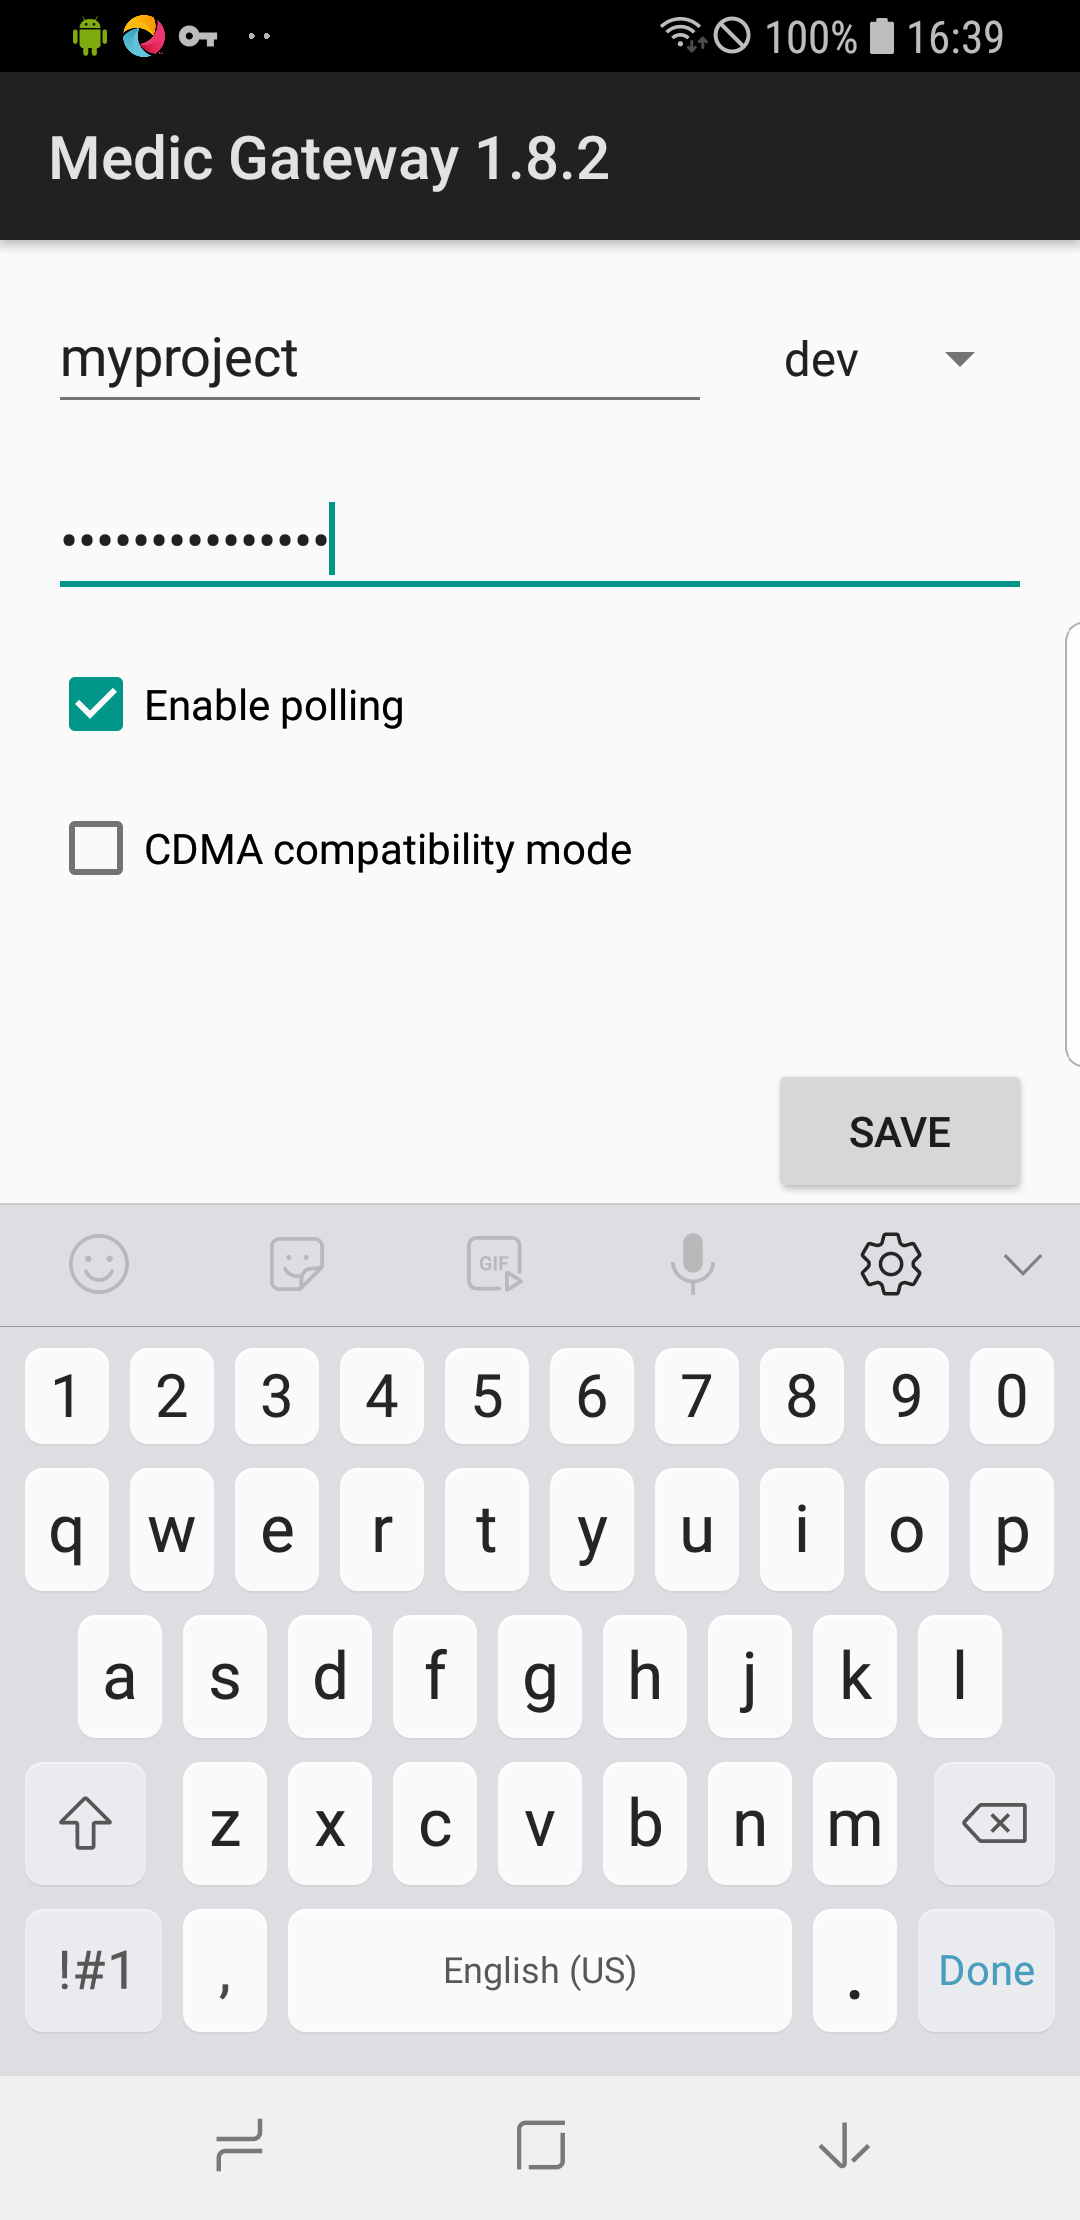 100% 16:39
Medic Gateway 1.8.2
myproject dev
•••••••••••••••
Enable polling
CDMA compatibility mode
SAVE
GIF
1 2 3 4 5 6 7 8 9 0
q w e r t y u i o p
a s d f g h j k l
z x c v b n m
!#1 , English (US) . Done